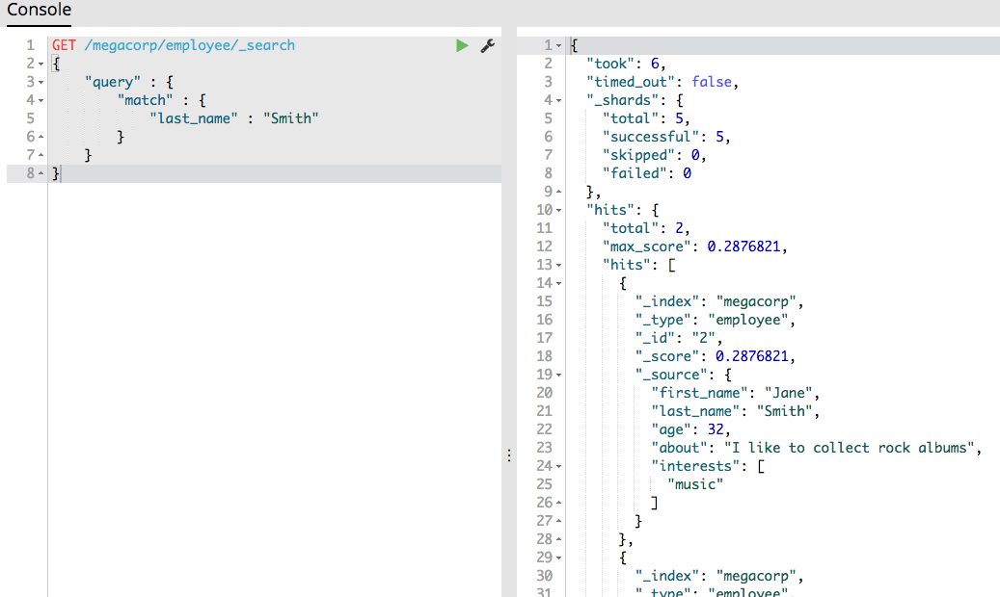 Console
1 GET /megacorp/employee/_search
2 {
3 "query" : {
4 "match" : {
5 "last_name" : "Smith"
6 }
7 }
8 }
1 {
2 "took": 6,
3 "timed_out": false,
4 "_shards": {
5 "total": 5,
6 "successful": 5,
7 "skipped": 0,
8 "failed": 0
9 },
10 "hits": {
11 "total": 2,
12 "max_score": 0.2876821,
13 "hits": [
14 {
15 "_index": "megacorp",
16 "_type": "employee",
17 "_id": "2",
18 "_score": 0.2876821,
19 "_source": {
20 "first_name": "Jane",
21 "last_name": "Smith",
22 "age": 32,
23 "about": "I like to collect rock albums",
24 "interests": [
25 "music"
26 ]
27 }
28 },
29 {
30 "_index": "megacorp",
31 "_type": "employee",